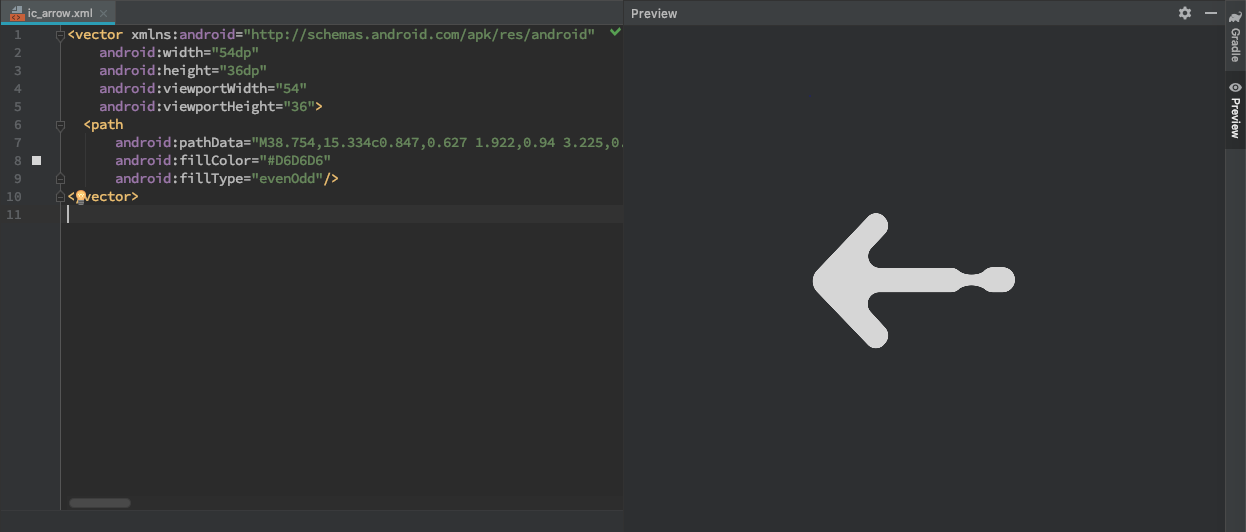 ic_arrow.xml
Preview
1 <vector xmlns:android="http://schemas.android.com/apk/res/android"
2 android:width="54dp"
3 android:height="36dp"
4 android:viewportWidth="54"
5 android:viewportHeight="36">
6 <path
7 android:pathData="M38.754,15.334c0.847,0.627 1.922,0.94 3.225,0.
8 android:fillColor="#D6D6D6"
9 android:fillType="evenOdd"/>
10 <vector>
11
Gradle
Preview